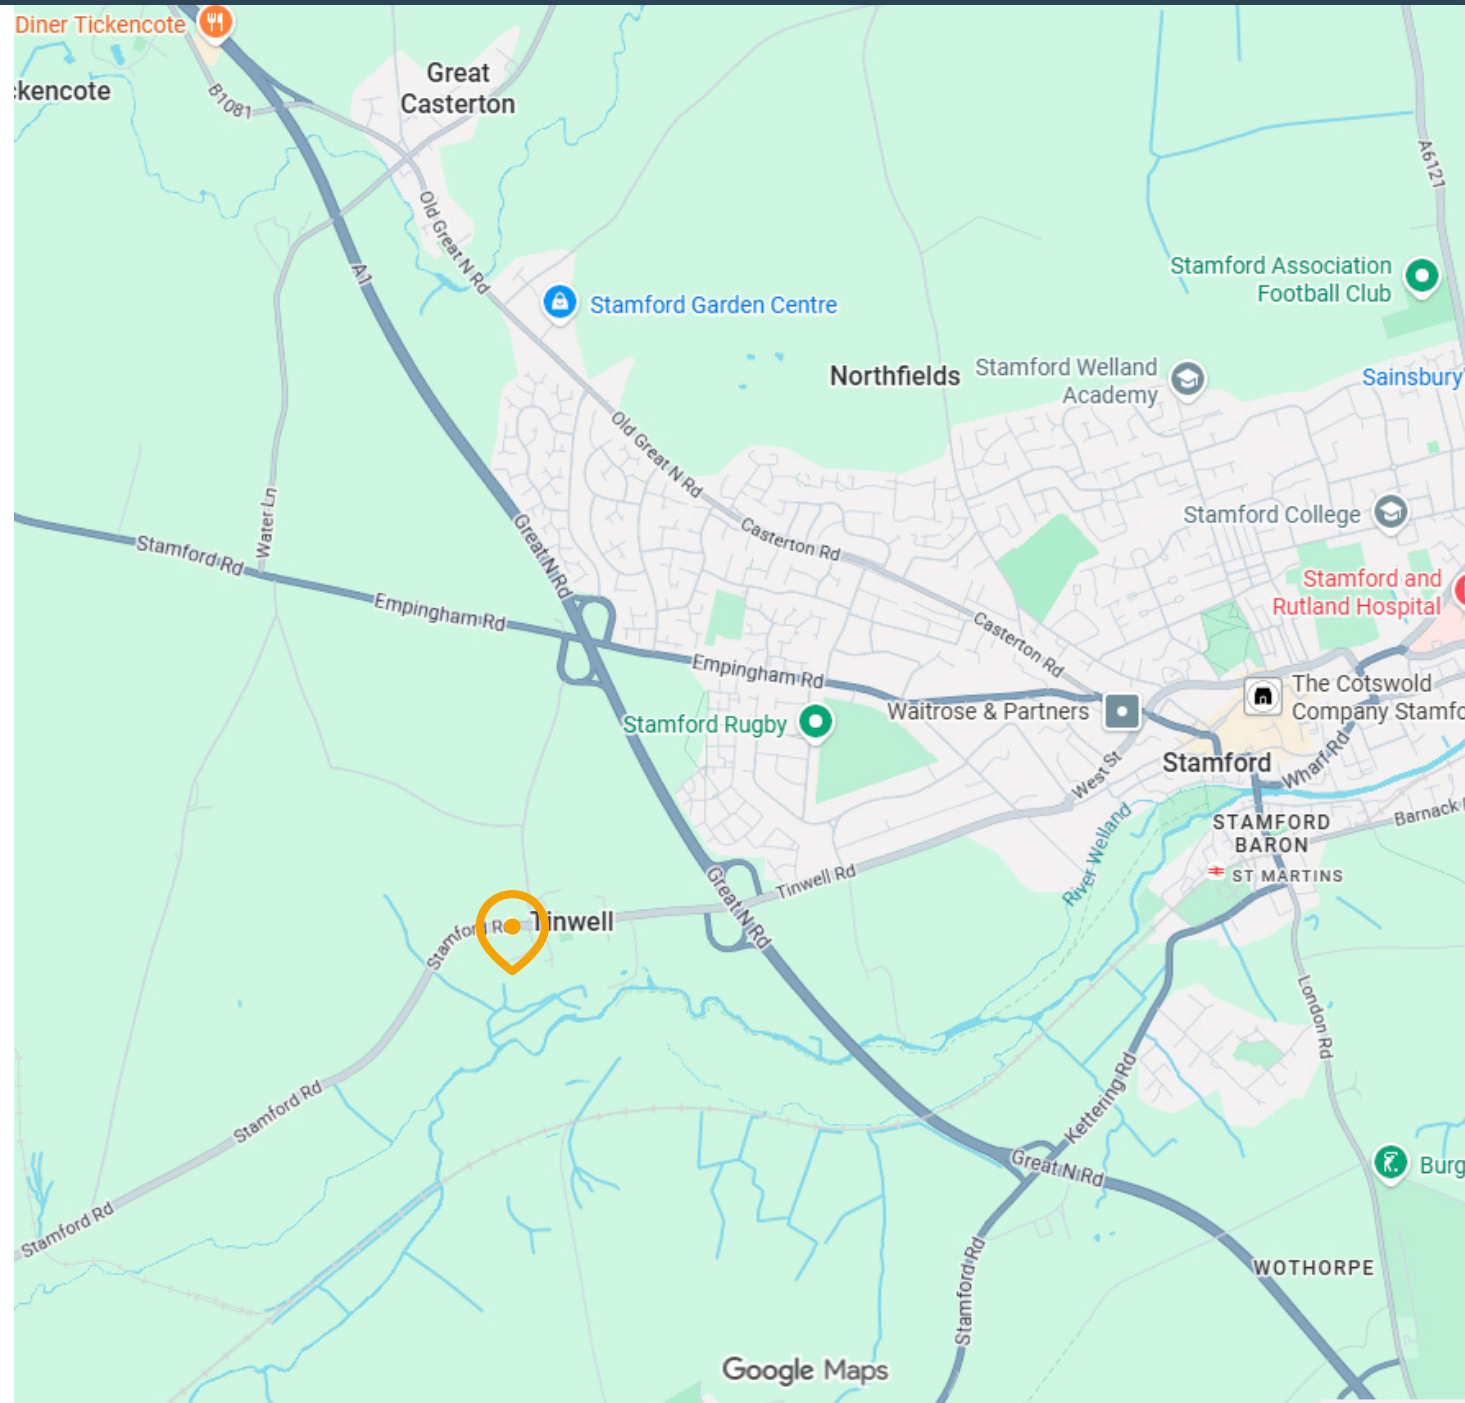 Diner Tickencote
ckencote
Great
Casterton
B1081
A6121
Old Great N Rd
A1
Stamford Association
Football Club
Stamford Garden Centre
Northfields
Stamford Welland
Academy
Sainsbury'
Old Great N Rd
Stamford College
Water Ln
Great N Rd
Casterton Rd
Stamford Rd
Stamford and
Rutland Hospital
Empingham Rd
Casterton Rd
Empingham Rd
The Cotswold
Company Stamfo
Waitrose & Partners
Stamford Rugby
Wharf Rd
Stamford
West St
STAMFORD
BARON
Barnack
River Welland
ST MARTINS
Tinwell Rd
Great N Rd
Tinwell
Stamford Rd
London Rd
Kettering Rd
Stamford Rd
Great N Rd
Burg
Stamford Rd
Stamford Rd
WOTHORPE
Google Maps